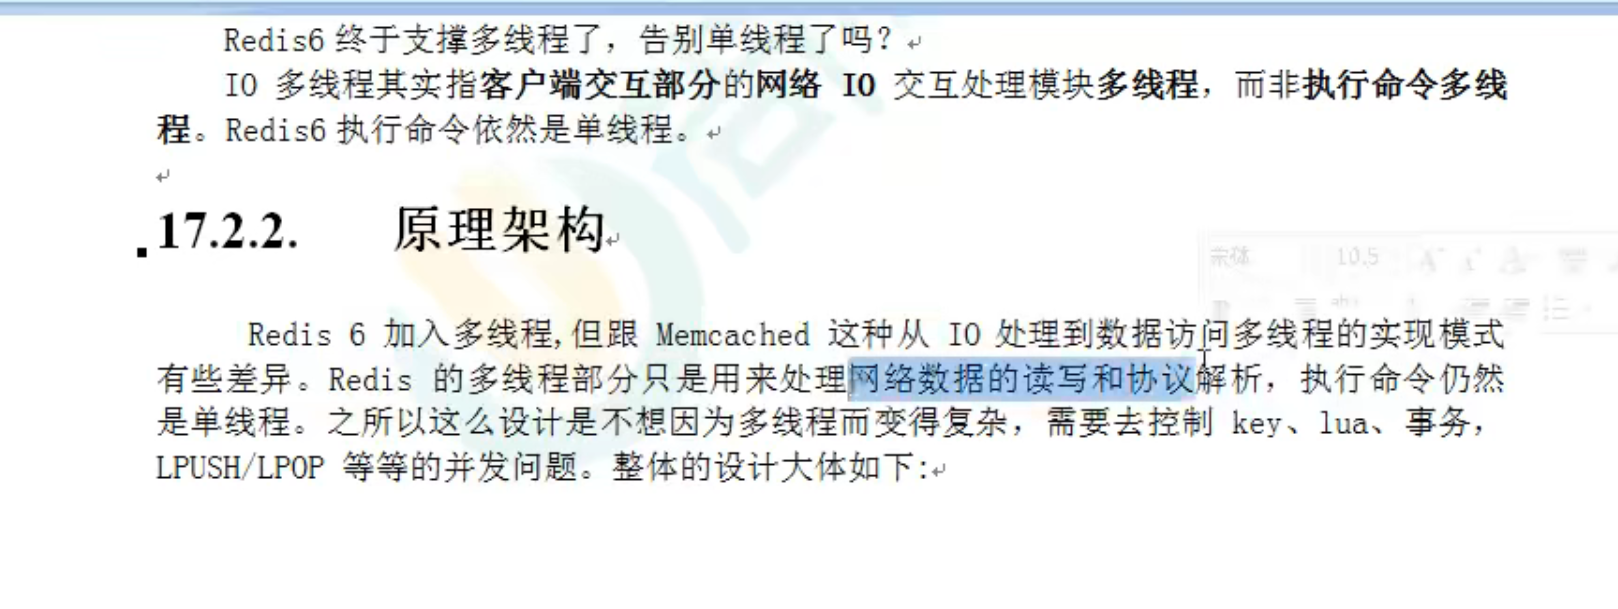 Redis6 终于支撑多线程了，告别单线程了吗？
IO 多线程其实指客户端交互部分的网络 IO 交互处理模块多线程，而非执行命令多线
程。Redis6 执行命令依然是单线程。
17.2.2. 原理架构
宋体 10.5
Redis 6 加入多线程,但跟 Memcached 这种从 IO 处理到数据访问多线程的实现模式
有些差异。Redis 的多线程部分只是用来处理网络数据的读写和协议解析，执行命令仍然
是单线程。之所以这么设计是不想因为多线程而变得复杂，需要去控制 key、lua、事务，
LPUSH/LPOP 等等的并发问题。整体的设计大体如下: